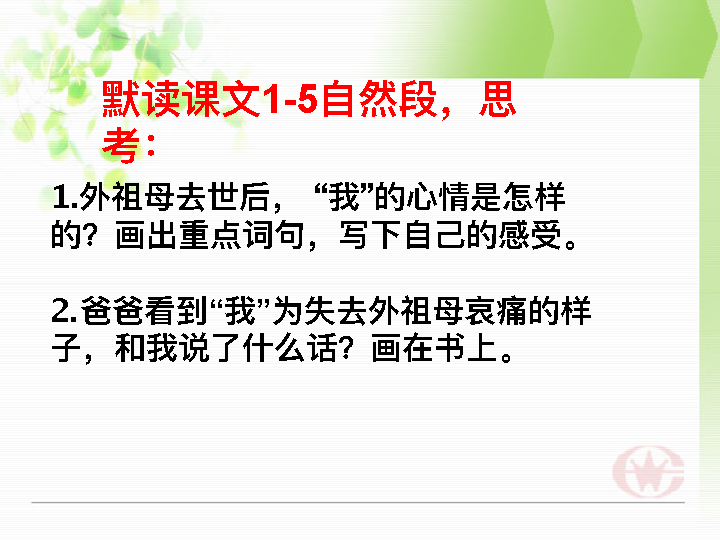 默读课文1-5自然段，思
考：
1.外祖母去世后， “我”的心情是怎样
的？画出重点词句，写下自己的感受。
2.爸爸看到“我”为失去外祖母哀痛的样
子，和我说了什么话？画在书上。